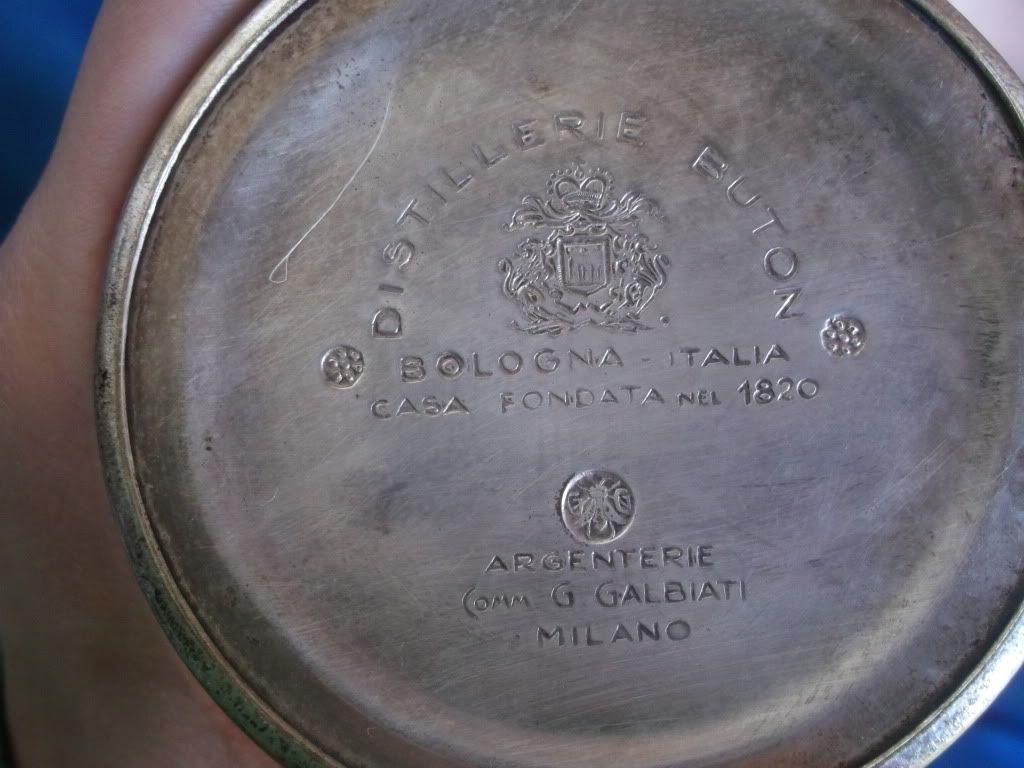 DISTILLERIE BUTON
BOLOGNA - ITALIA
CASA FONDATA NEL 1820
ARGENTERIE
COMM G GALBIATI
MILANO